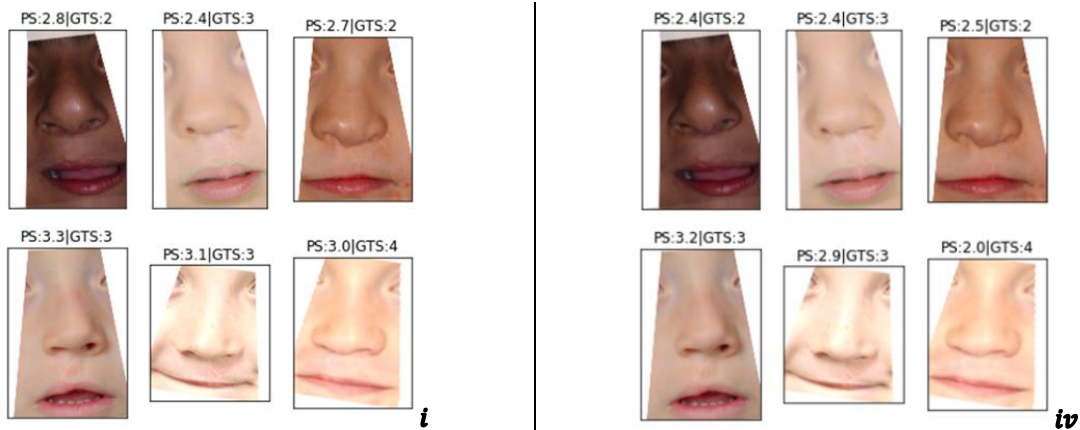 PS:2.8|GTS:2
PS:2.4|GTS:3
PS:2.7|GTS:2
PS:3.3|GTS:3
PS:3.1|GTS:3
PS:3.0|GTS:4
i
PS:2.4|GTS:2
PS:2.4|GTS:3
PS:2.5|GTS:2
PS:3.2|GTS:3
PS:2.9|GTS:3
PS:2.0|GTS:4
iv